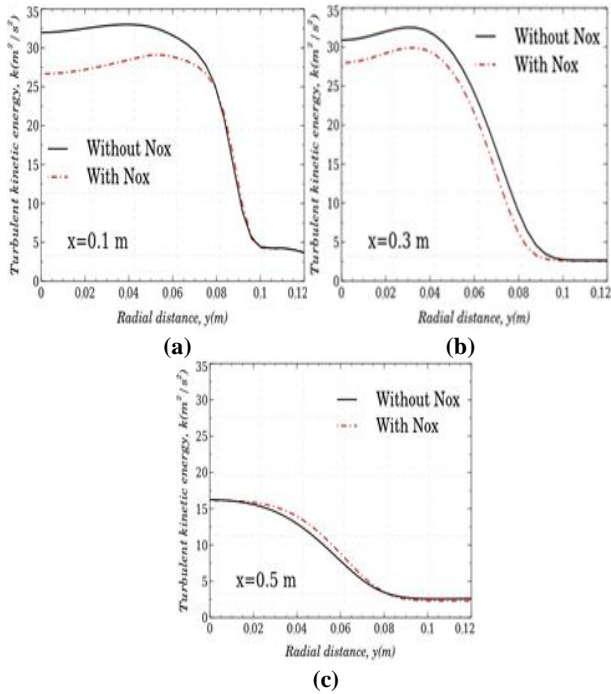 Turbulent kinetic energy, k(m²/s²)
35
30
25
20
15
10
5
0
Without Nox
With Nox
x=0.1 m
0 0.02 0.04 0.06 0.08 0.1 0.12
Radial distance, y(m)
(a)
Turbulent kinetic energy, k(m²/s²)
35
30
25
20
15
10
5
0
Without Nox
With Nox
x=0.3 m
0 0.02 0.04 0.06 0.08 0.1 0.12
Radial distance, y(m)
(b)
Turbulent kinetic energy, k(m²/s²)
35
30
25
20
15
10
5
0
Without Nox
With Nox
x=0.5 m
0 0.02 0.04 0.06 0.08 0.1 0.12
Radial distance, y(m)
(c)